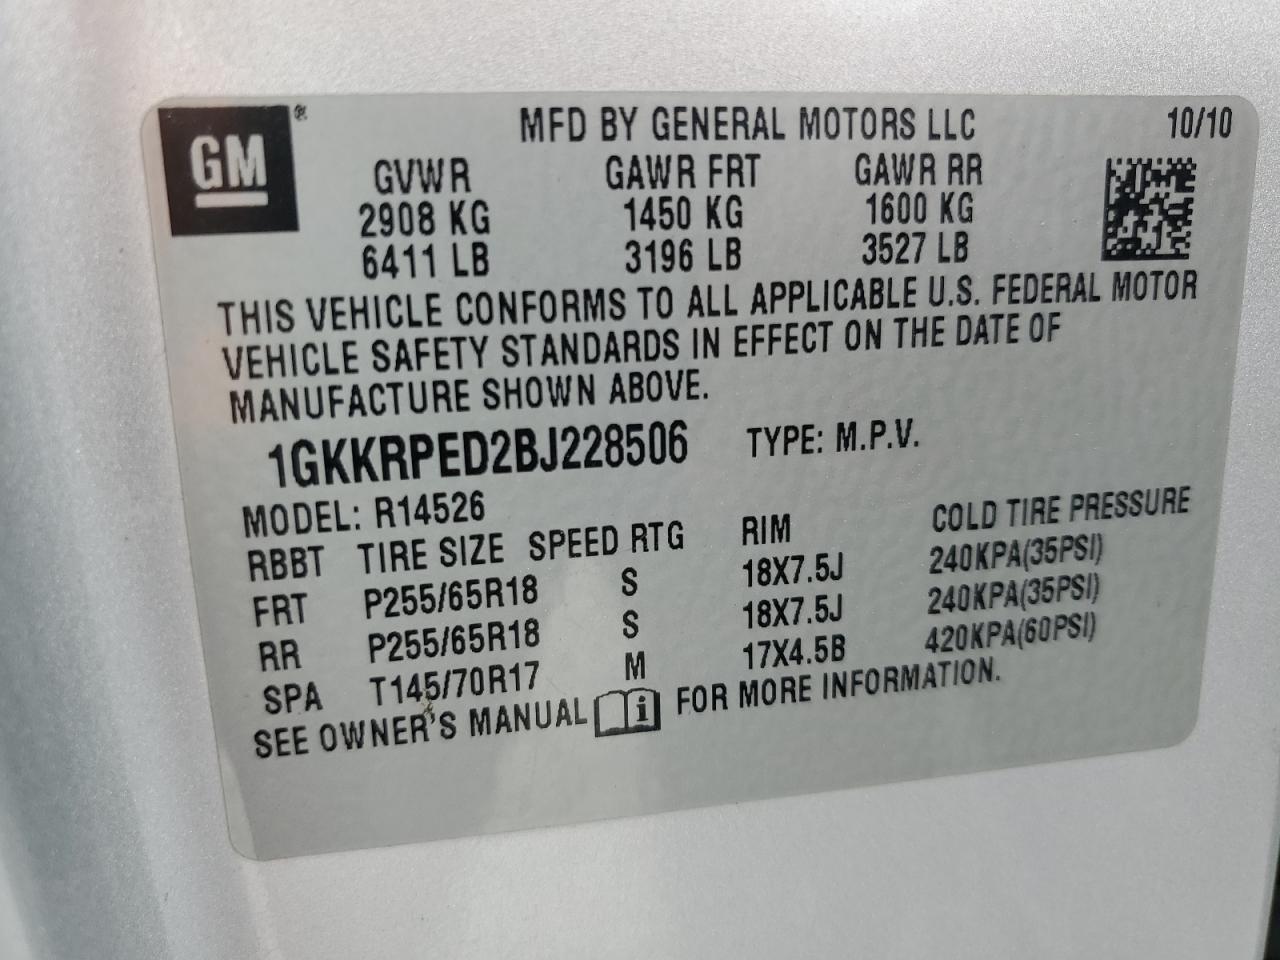 GM ® MFD BY GENERAL MOTORS LLC 10/10
GVWR GAWR FRT GAWR RR
2908 KG 1450 KG 1600 KG
6411 LB 3196 LB 3527 LB
THIS VEHICLE CONFORMS TO ALL APPLICABLE U.S. FEDERAL MOTOR
VEHICLE SAFETY STANDARDS IN EFFECT ON THE DATE OF
MANUFACTURE SHOWN ABOVE.
1GKKRPED2BJ228506 TYPE: M.P.V.
MODEL: R14526
RBBT TIRE SIZE SPEED RTG RIM COLD TIRE PRESSURE
FRT P255/65R18 S 18X7.5J 240KPA(35PSI)
RR P255/65R18 S 18X7.5J 240KPA(35PSI)
SPA T145/70R17 M 17X4.5B 420KPA(60PSI)
SEE OWNER'S MANUAL i FOR MORE INFORMATION.